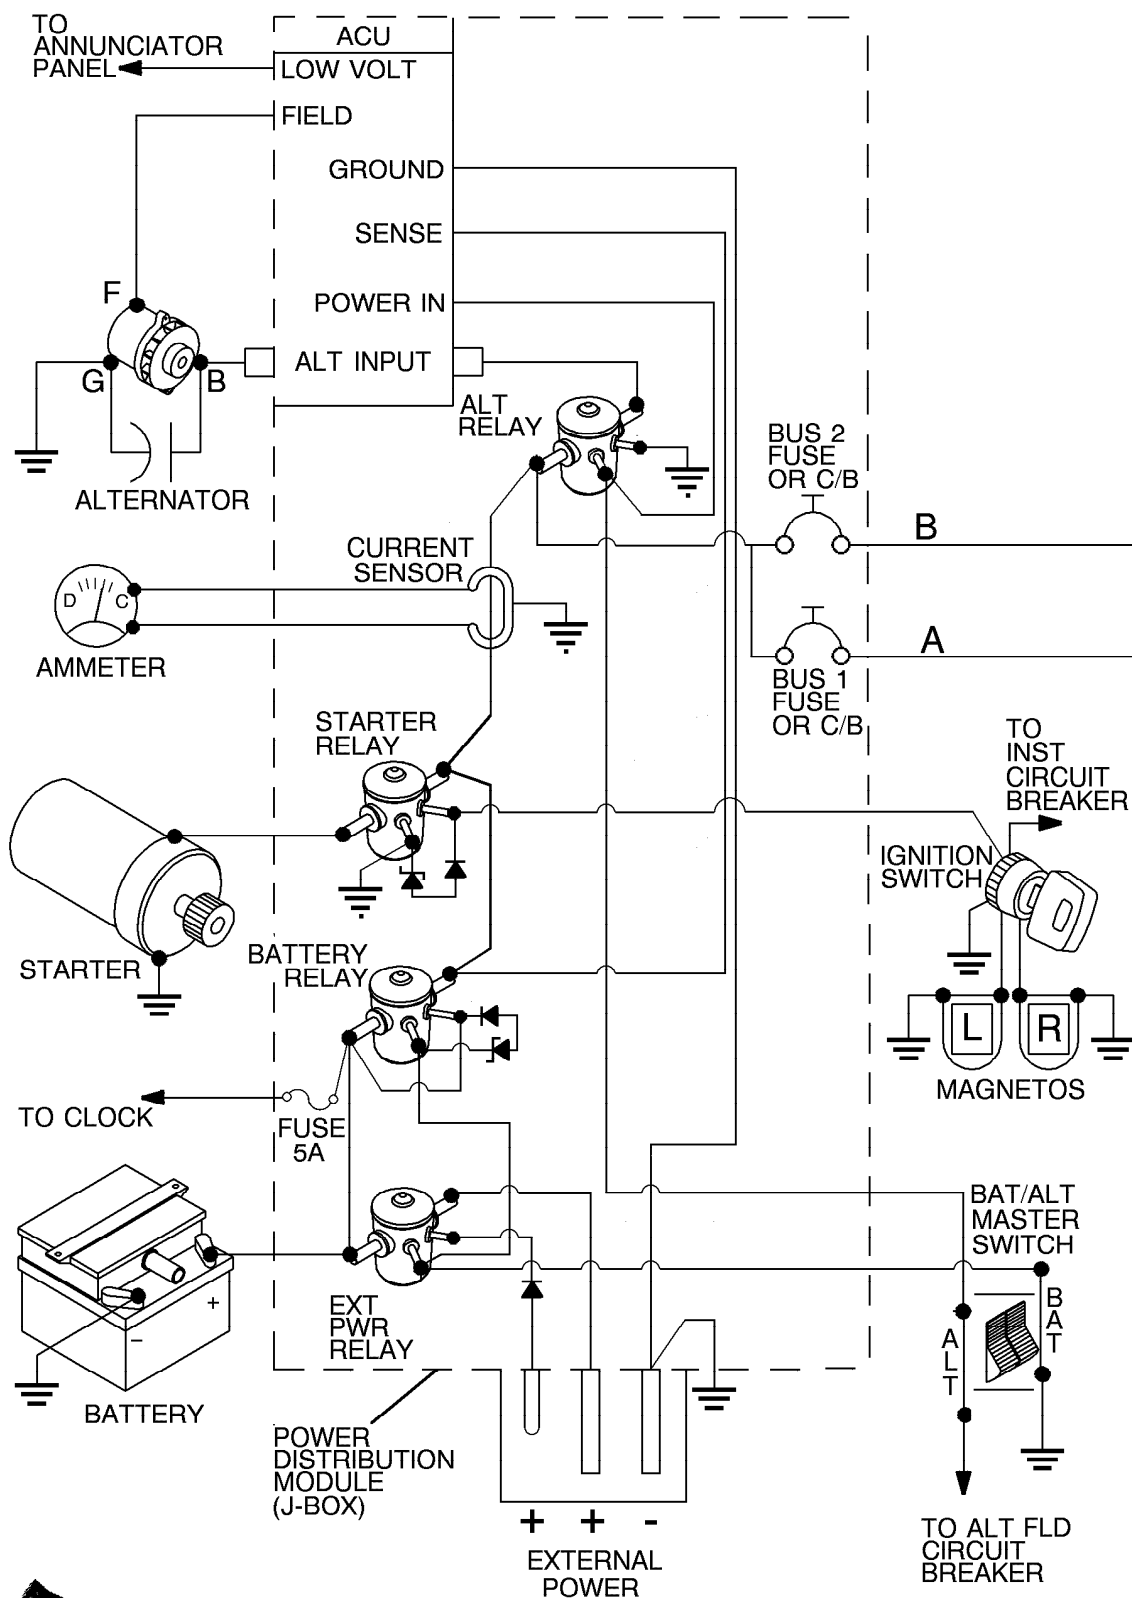 TO
ANNUNCIATOR
PANEL
ACU
LOW VOLT
FIELD
GROUND
SENSE
POWER IN
ALT INPUT
F
G
B
ALTERNATOR
ALT
RELAY
BUS 2
FUSE
OR C/B
B
CURRENT
SENSOR
D
C
AMMETER
A
BUS 1
FUSE
OR C/B
STARTER
RELAY
TO
INST
CIRCUIT
BREAKER
IGNITION
SWITCH
STARTER
BATTERY
RELAY
L
R
MAGNETOS
TO CLOCK
FUSE
5A
BAT/ALT
MASTER
SWITCH
+
-
BATTERY
EXT
PWR
RELAY
ALT
BAT
POWER
DISTRIBUTION
MODULE
(J-BOX)
+ + -
EXTERNAL
POWER
TO ALT FLD
CIRCUIT
BREAKER